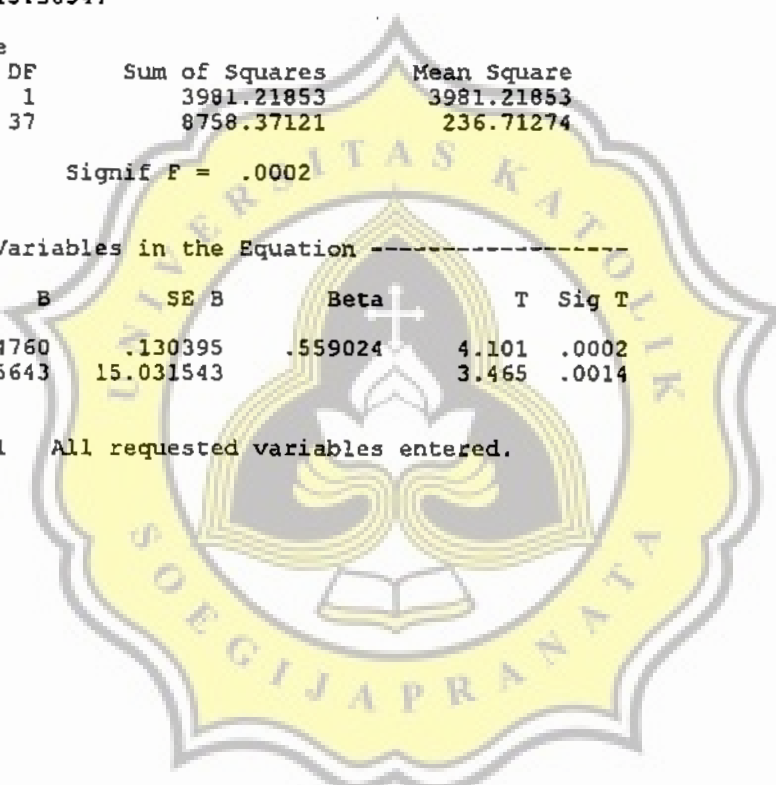 e
DF Sum of Squares Mean Square
1 3981.21853 3981.21853
37 8758.37121 236.71274
Signif F = .0002
Variables in the Equation ------------------
B SE B Beta T Sig T
.130395 .559024 4.101 .0002
15.031543 3.465 .0014
All requested variables entered.
UNIVERSITAS KATOLIK
SOEGIJAPRANATA